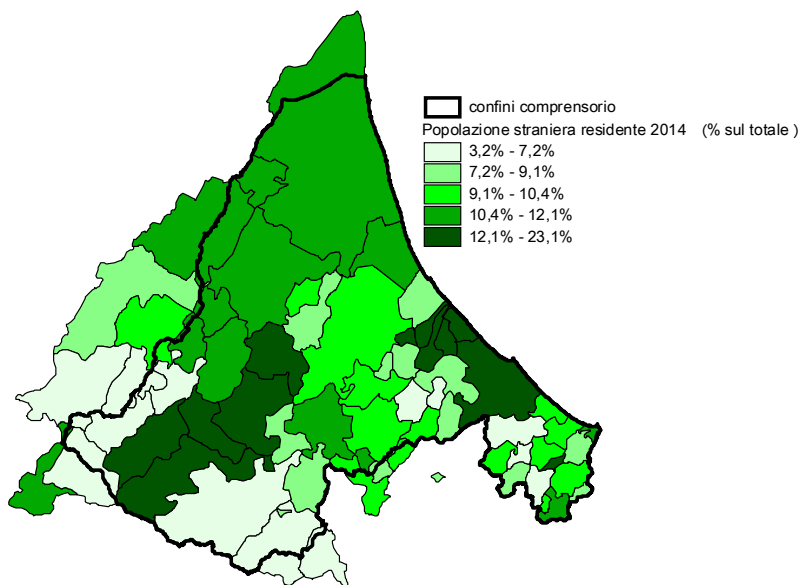 confini comprensorio
Popolazione straniera residente 2014 (% sul totale )
3,2% - 7,2%
7,2% - 9,1%
9,1% - 10,4%
10,4% - 12,1%
12,1% - 23,1%